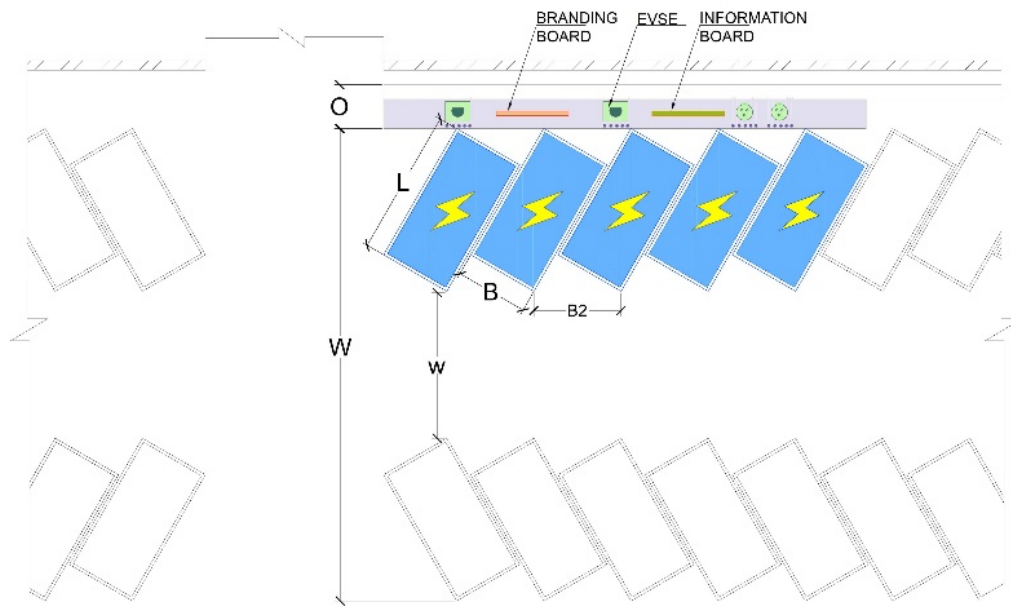 BRANDING
BOARD
EVSE
INFORMATION
BOARD
O
L
B
B2
W
w